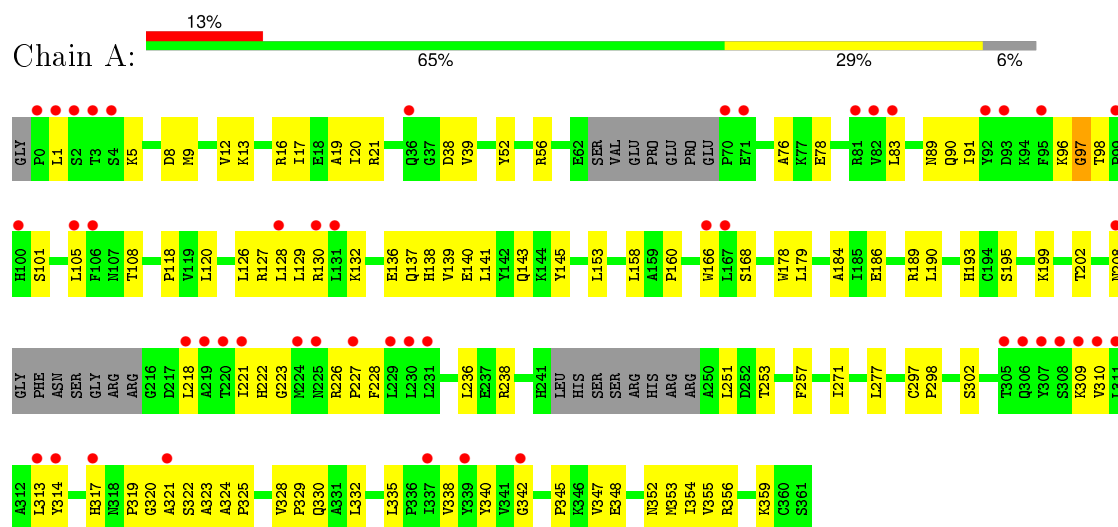 13%
Chain A:
65% 29% 6%
GLY P0 L1 S2 T3 S4 K5 D8 M9 V12 K13 R16 I17 E18 A19 I20 R21 Q36 G37 D38 V39 Y52 R56 E62 SER VAL GLU PRO GLU PRO GLU P70 E71 A76 K77 E78 R81 V82 L83 N89 Q90 I91 Y92 D93 K94 F95 K96 G97 T98
H100 S101 L105 F106 N107 T108 P118 V119 L120 L126 R127 L128 L129 R130 L131 K132 E136 Q137 H138 V139 E140 L141 Y142 Q143 K144 Y145 L153 L158 A159 P160 W166 L167 S168 W178 L179 A184 I185 E186 R189 L190 H193 C194 S195 K199 T202 N208
GLY PHE ASN SER GLY ARG ARG G216 D217 L218 A219 T220 I221 H222 G223 M224 N225 R226 P227 F228 L229 L230 L231 L236 E237 R238 H241 LEU HIS SER SER ARG HIS ARG ARG A250 L251 D252 T253 F257 I271 L277 C297 P298 S302 T305 Q306 Y307 S308 K309 V310 L311
A312 L313 Y314 H317 N318 P319 G320 A321 S322 A323 A324 P325 V328 P329 Q330 A331 L332 L335 P336 I337 V338 Y339 Y340 V341 G342 P345 K346 V347 E348 N352 M353 I354 V355 R356 K359 C360 S361